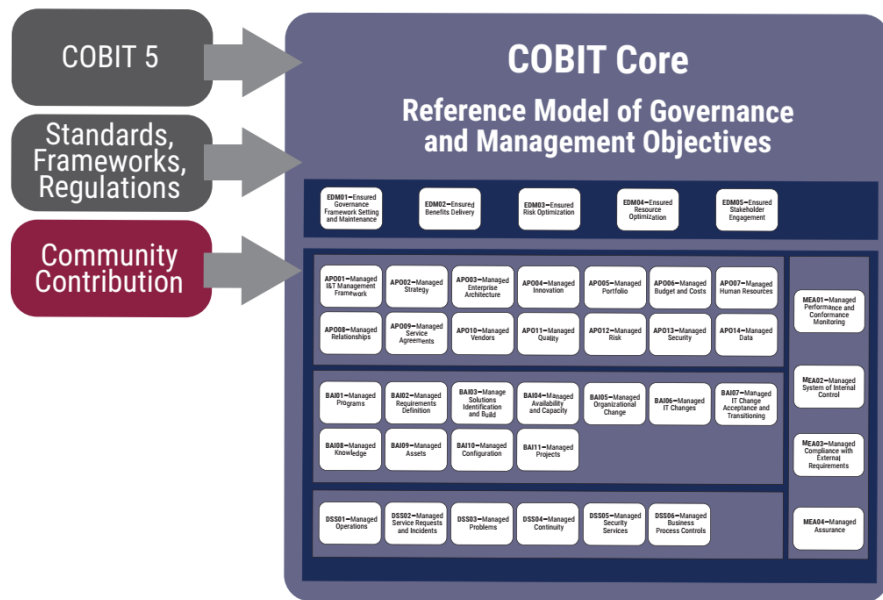 COBIT 5
Standards,
Frameworks,
Regulations
Community
Contribution
COBIT Core
Reference Model of Governance
and Management Objectives
EDM01—Ensured
Governance
Framework Setting
and Maintenance
EDM02—Ensured
Benefits Delivery
EDM03—Ensured
Risk Optimization
EDM04—Ensured
Resource
Optimization
EDM05—Ensured
Stakeholder
Engagement
APO01—Managed
I&T Management
Framework
APO02—Managed
Strategy
APO03—Managed
Enterprise
Architecture
APO04—Managed
Innovation
APO05—Managed
Portfolio
APO06—Managed
Budget and Costs
APO07—Managed
Human Resources
APO08—Managed
Relationships
APO09—Managed
Service
Agreements
APO10—Managed
Vendors
APO11—Managed
Quality
APO12—Managed
Risk
APO13—Managed
Security
APO14—Managed
Data
BAI01—Managed
Programs
BAI02—Managed
Requirements
Definition
BAI03—Manage
Solutions
Identification
and Build
BAI04—Managed
Availability
and Capacity
BAI05—Managed
Organizational
Change
BAI06—Managed
IT Changes
BAI07—Managed
IT Change
Acceptance and
Transitioning
BAI08—Managed
Knowledge
BAI09—Managed
Assets
BAI10—Managed
Configuration
BAI11—Managed
Projects
DSS01—Managed
Operations
DSS02—Managed
Service Requests
and Incidents
DSS03—Managed
Problems
DSS04—Managed
Continuity
DSS05—Managed
Security
Services
DSS06—Managed
Business
Process Controls
MEA01—Managed
Performance and
Conformance
Monitoring
MEA02—Managed
System of Internal
Control
MEA03—Managed
Compliance with
External
Requirements
MEA04—Managed
Assurance